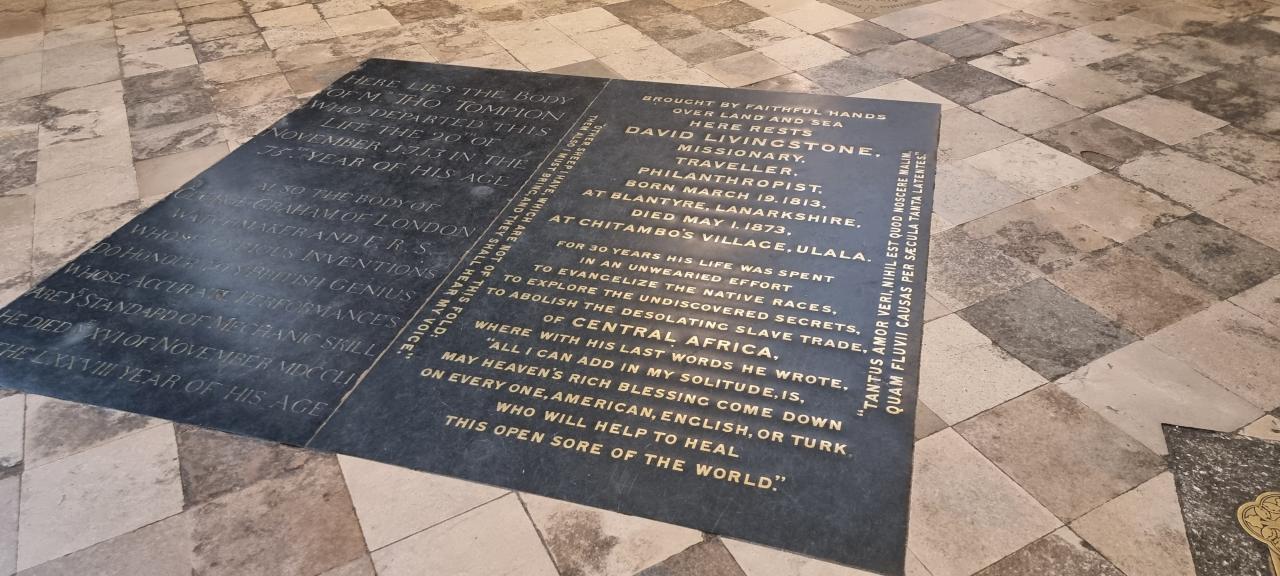 HERE LIES THE BODY
OF Mr THO TOMPION
WHO DEPARTED THIS
LIFE THE 20th OF
NOVEMBER 1713 IN THE
75th YEAR OF HIS AGE
ALSO THE BODY OF
GRAHAM OF LONDON
WATCHMAKER AND F. R. S.
WHOSE CURIOUS INVENTIONS
DO HONOUR TO Ye BRITISH GENIUS
WHOSE ACCURATE PERFORMANCES
ARE Ye STANDARD OF MECHANIC SKILL
HE DIED XVI OF NOVEMBER MDCCLI
THE LXXVIII YEAR OF HIS AGE
"OTHER SHEEP I HAVE, WHICH ARE NOT OF THIS FOLD:
THEM ALSO I MUST BRING, AND THEY SHALL HEAR MY VOICE."
BROUGHT BY FAITHFUL HANDS
OVER LAND AND SEA
HERE RESTS
DAVID LIVINGSTONE,
MISSIONARY,
TRAVELLER,
PHILANTHROPIST,
BORN MARCH 19. 1813,
AT BLANTYRE, LANARKSHIRE,
DIED MAY 1. 1873,
AT CHITAMBO'S VILLAGE, ULALA.
FOR 30 YEARS HIS LIFE WAS SPENT
IN AN UNWEARIED EFFORT
TO EVANGELIZE THE NATIVE RACES,
TO EXPLORE THE UNDISCOVERED SECRETS,
TO ABOLISH THE DESOLATING SLAVE TRADE,
OF CENTRAL AFRICA,
WHERE WITH HIS LAST WORDS HE WROTE,
"ALL I CAN ADD IN MY SOLITUDE, IS,
MAY HEAVEN'S RICH BLESSING COME DOWN
ON EVERY ONE, AMERICAN, ENGLISH, OR TURK,
WHO WILL HELP TO HEAL
THIS OPEN SORE OF THE WORLD."
"TANTUS AMOR VERI, NIHIL EST QUOD NOSCERE MALIM,
QUAM FLUVII CAUSAS PER SÆCULA TANTA LATENTES."